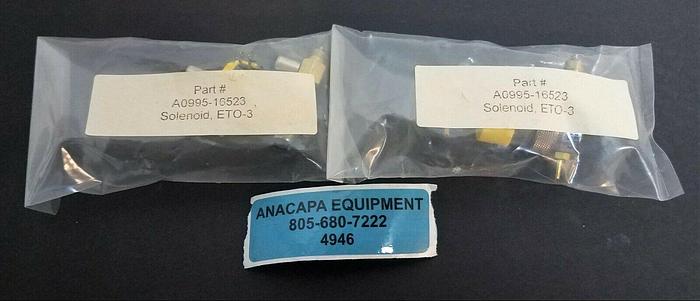 Part #
A0995-16523
Solenoid, ETO-3
Part #
A0995-16523
Solenoid, ETO-3
ANACAPA EQUIPMENT
805-680-7222
4946